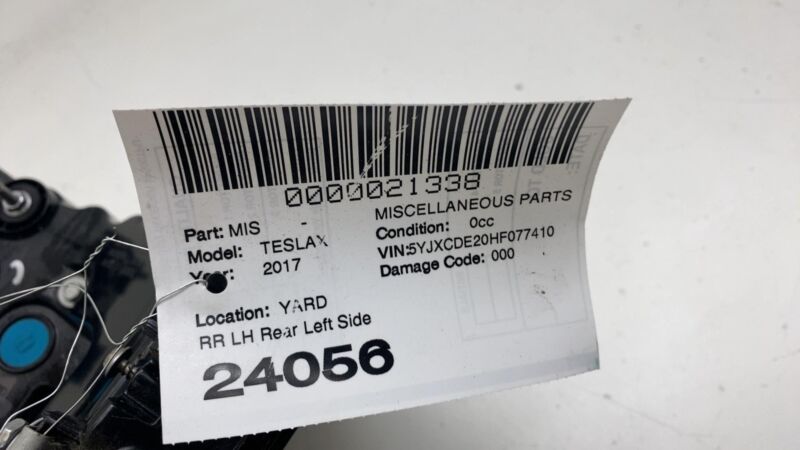 0000021338
Part: MIS - MISCELLANEOUS PARTS
Model: TESLAX Condition: 0cc
Year: 2017 VIN:5YJXCDE20HF077410
Damage Code: 000
Location: YARD
RR LH Rear Left Side
24056